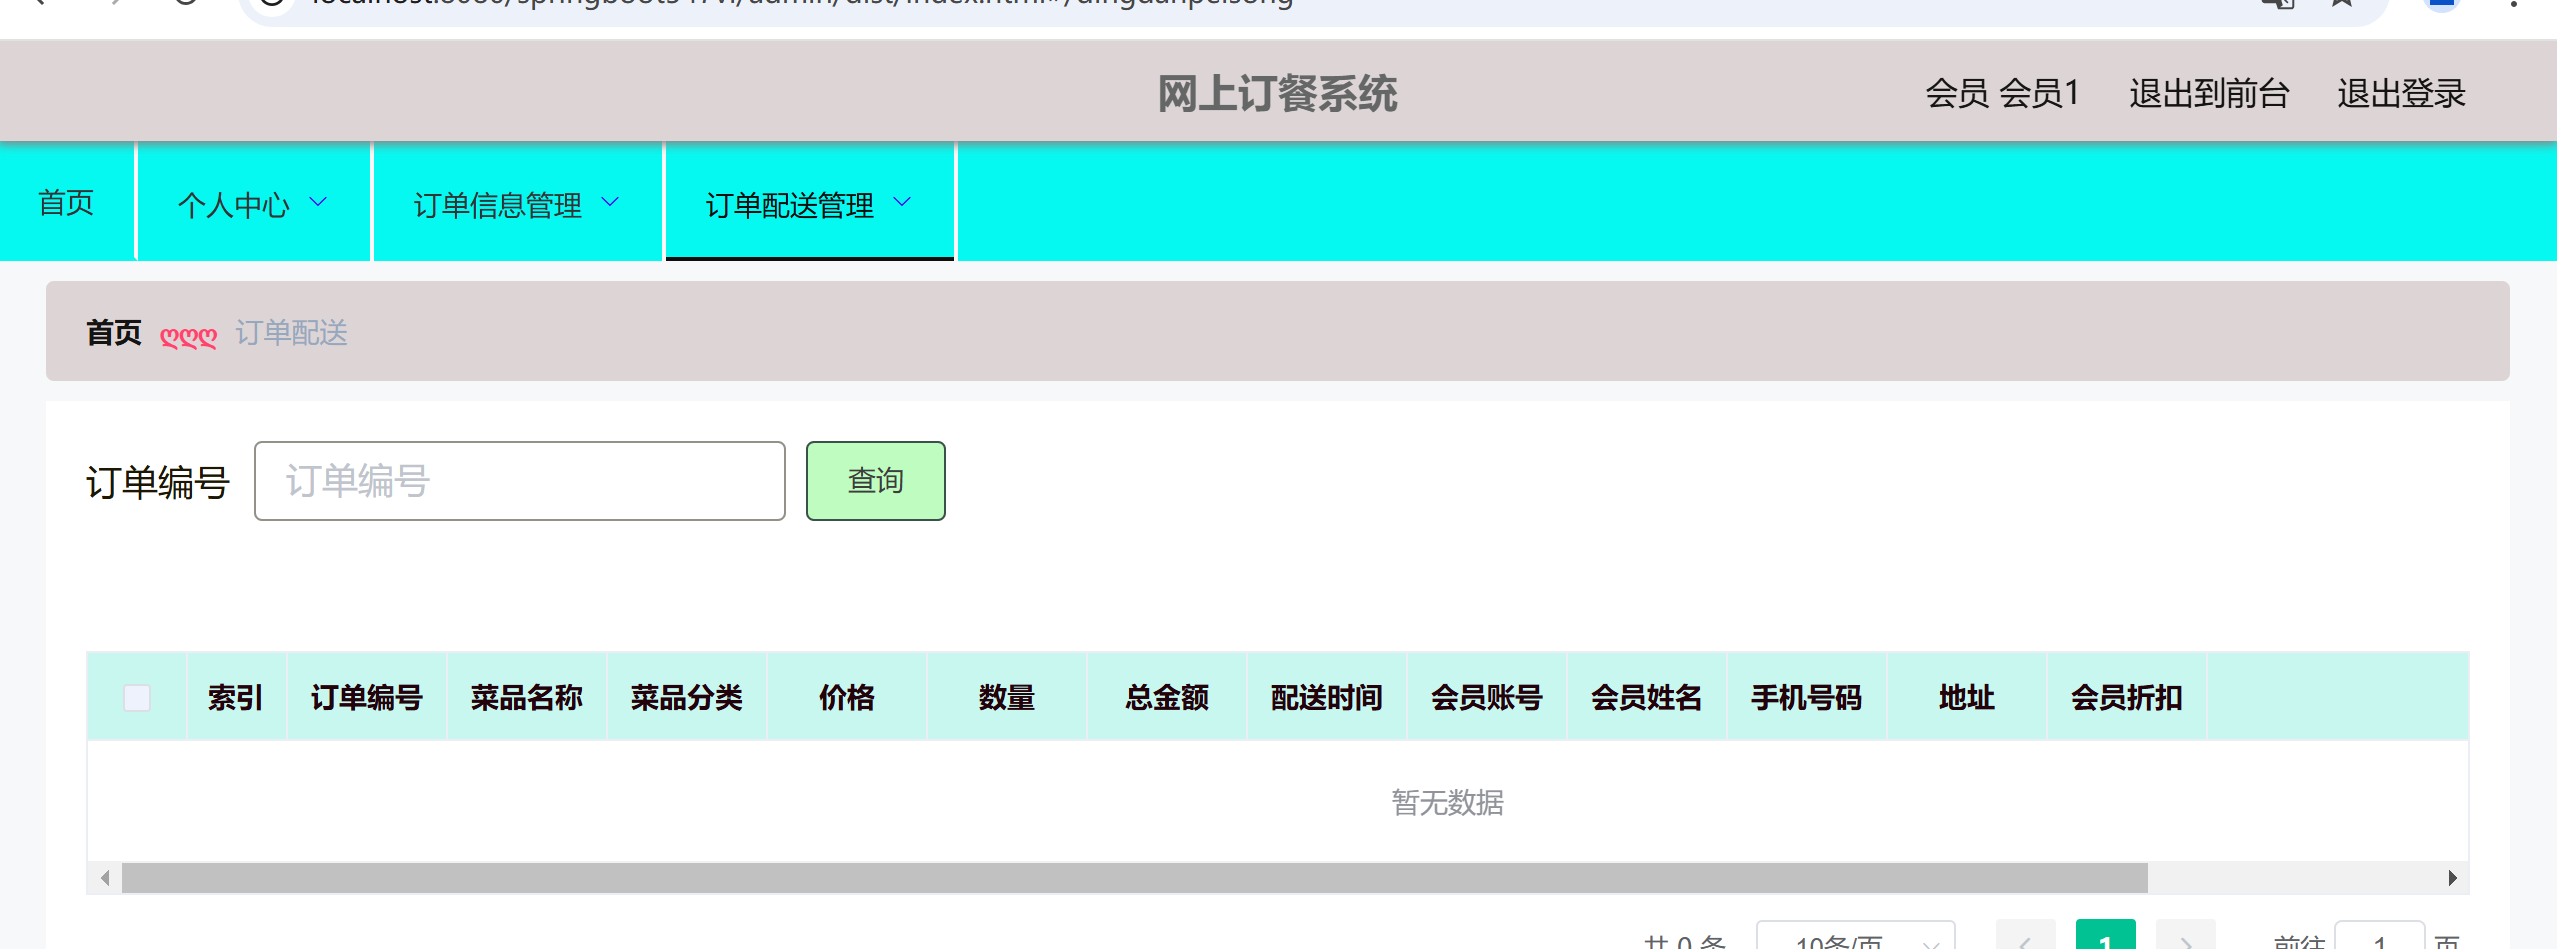 网上订餐系统 会员 会员1 退出到前台 退出登录
首页 个人中心 订单信息管理 订单配送管理
首页 ღღღ 订单配送
订单编号 订单编号 查询
索引 订单编号 菜品名称 菜品分类 价格 数量 总金额 配送时间 会员账号 会员姓名 手机号码 地址 会员折扣
暂无数据
共 0 条 10条/页 1 前往 1 页